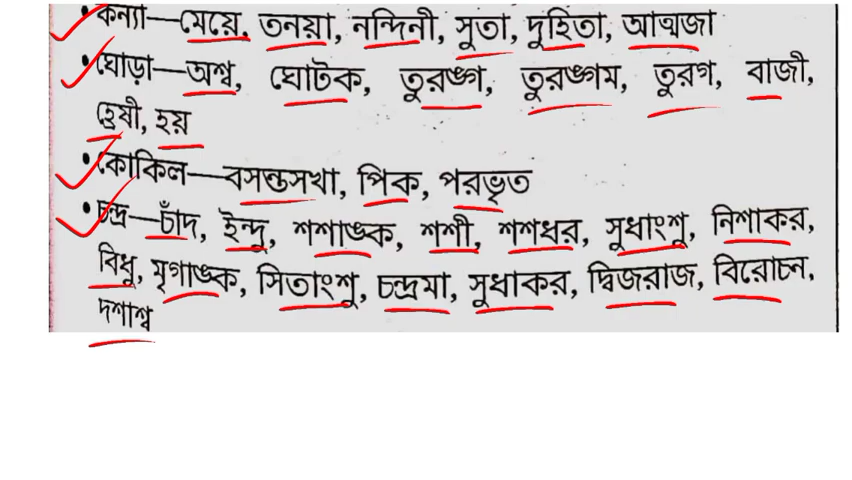 •কন্যা—মেয়ে. তনয়া, নন্দিনী, সুতা, দুহিতা, আত্মজা
•ঘোড়া—অশ্ব, ঘোটক, তুরঙ্গ, তুরঙ্গম, তুরগ, বাজী,
হ্রেষী, হয়
•কোকিল—বসন্তসখা, পিক, পরভৃত
•চন্দ্র—চাঁদ, ইন্দু, শশাঙ্ক, শশী, শশধর, সুধাংশু, নিশাকর,
বিধু, মৃগাঙ্ক, সিতাংশু, চন্দ্রমা, সুধাকর, দ্বিজরাজ, বিরোচন,
দশাশ্ব